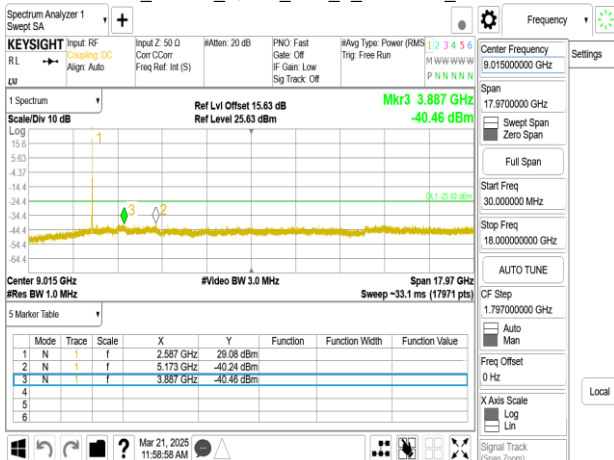 Spectrum Analyzer 1
Swept SA
Frequency
KEYSIGHT
Input: RF
Input Z: 50 Ω
#Atten: 20 dB
PNO: Fast
#Avg Type: Power (RMS
1 2 3 4 5 6
RL
Coupling: DC
Corr CCorr
Gate: Off
Trig: Free Run
M W W W W W
Align: Auto
Freq Ref: Int (S)
IF Gain: Low
P N N N N N
Sig Track: Off
LXI
Center Frequency
9.015000000 GHz
Settings
1 Spectrum
Ref Lvl Offset 15.63 dB
Mkr3 3.887 GHz
Scale/Div 10 dB
Ref Level 25.63 dBm
-40.46 dBm
Span
17.9700000 GHz
Swept Span
Zero Span
Full Span
Start Freq
30.000000 MHz
Stop Freq
18.000000000 GHz
AUTO TUNE
CF Step
1.797000000 GHz
Auto
Man
Freq Offset
0 Hz
X Axis Scale
Log
Lin
Signal Track
(Span Zoom)
Local
Log
15.6
5.63
-4.37
-14.4
-24.4
-34.4
-44.4
-54.4
-64.4
1
3
2
DL1 -25.00 dBm
Center 9.015 GHz
#Video BW 3.0 MHz
Span 17.97 GHz
#Res BW 1.0 MHz
Sweep ~33.1 ms (17971 pts)
5 Marker Table
Mode Trace Scale X Y Function Function Width Function Value
1 N 1 f 2.587 GHz 29.08 dBm
2 N 1 f 5.173 GHz -40.24 dBm
3 N 1 f 3.887 GHz -40.46 dBm
4
5
6
Mar 21, 2025
11:58:58 AM